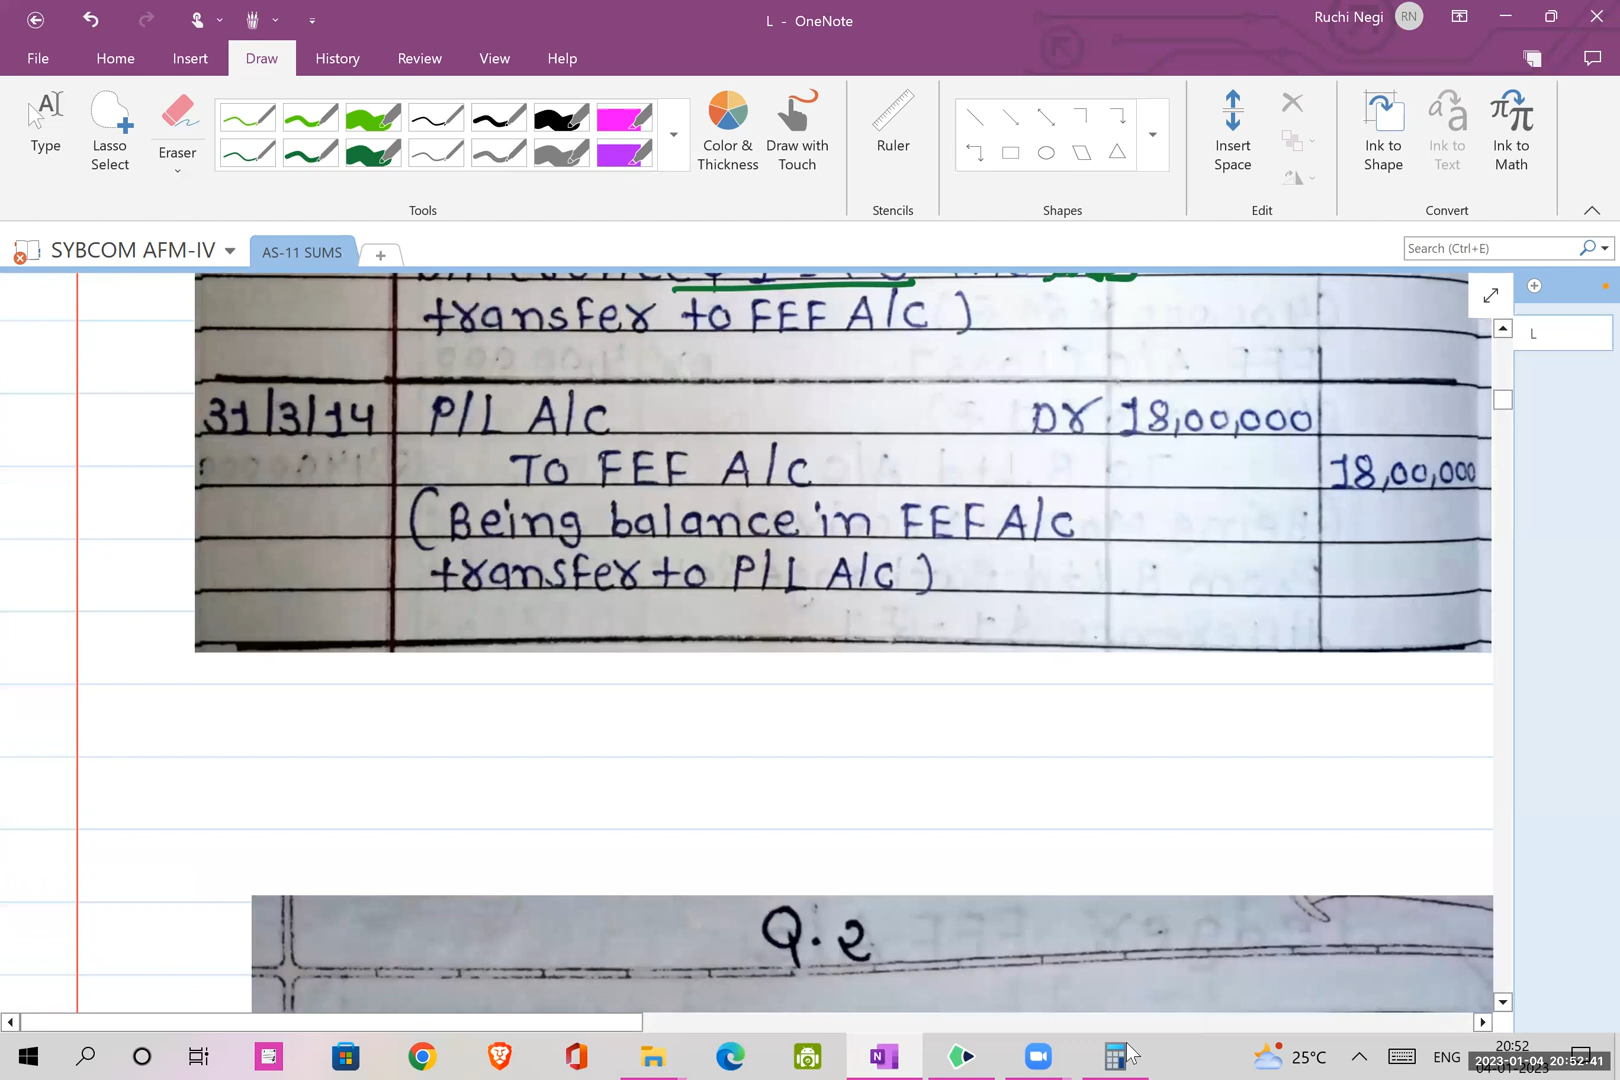 L - OneNote
Ruchi Negi RN
File Home Insert Draw History Review View Help
Type
Lasso Select
Eraser
Color & Thickness
Draw with Touch
Ruler
Insert Space
Ink to Shape
Ink to Text
Ink to Math
Tools Stencils Shapes Edit Convert
SYBCOM AFM-IV AS-11 SUMS Search (Ctrl+E)
L
transfer to FEF A/c )
31/3/14 P/L A/c DR 18,00,000
TO FEF A/c 18,00,000
(Being balance in FEF A/c
transfer to P/L A/c )
Q.2
25°C ENG 20:52
2023-01-04 20:52:41
04-01-2023